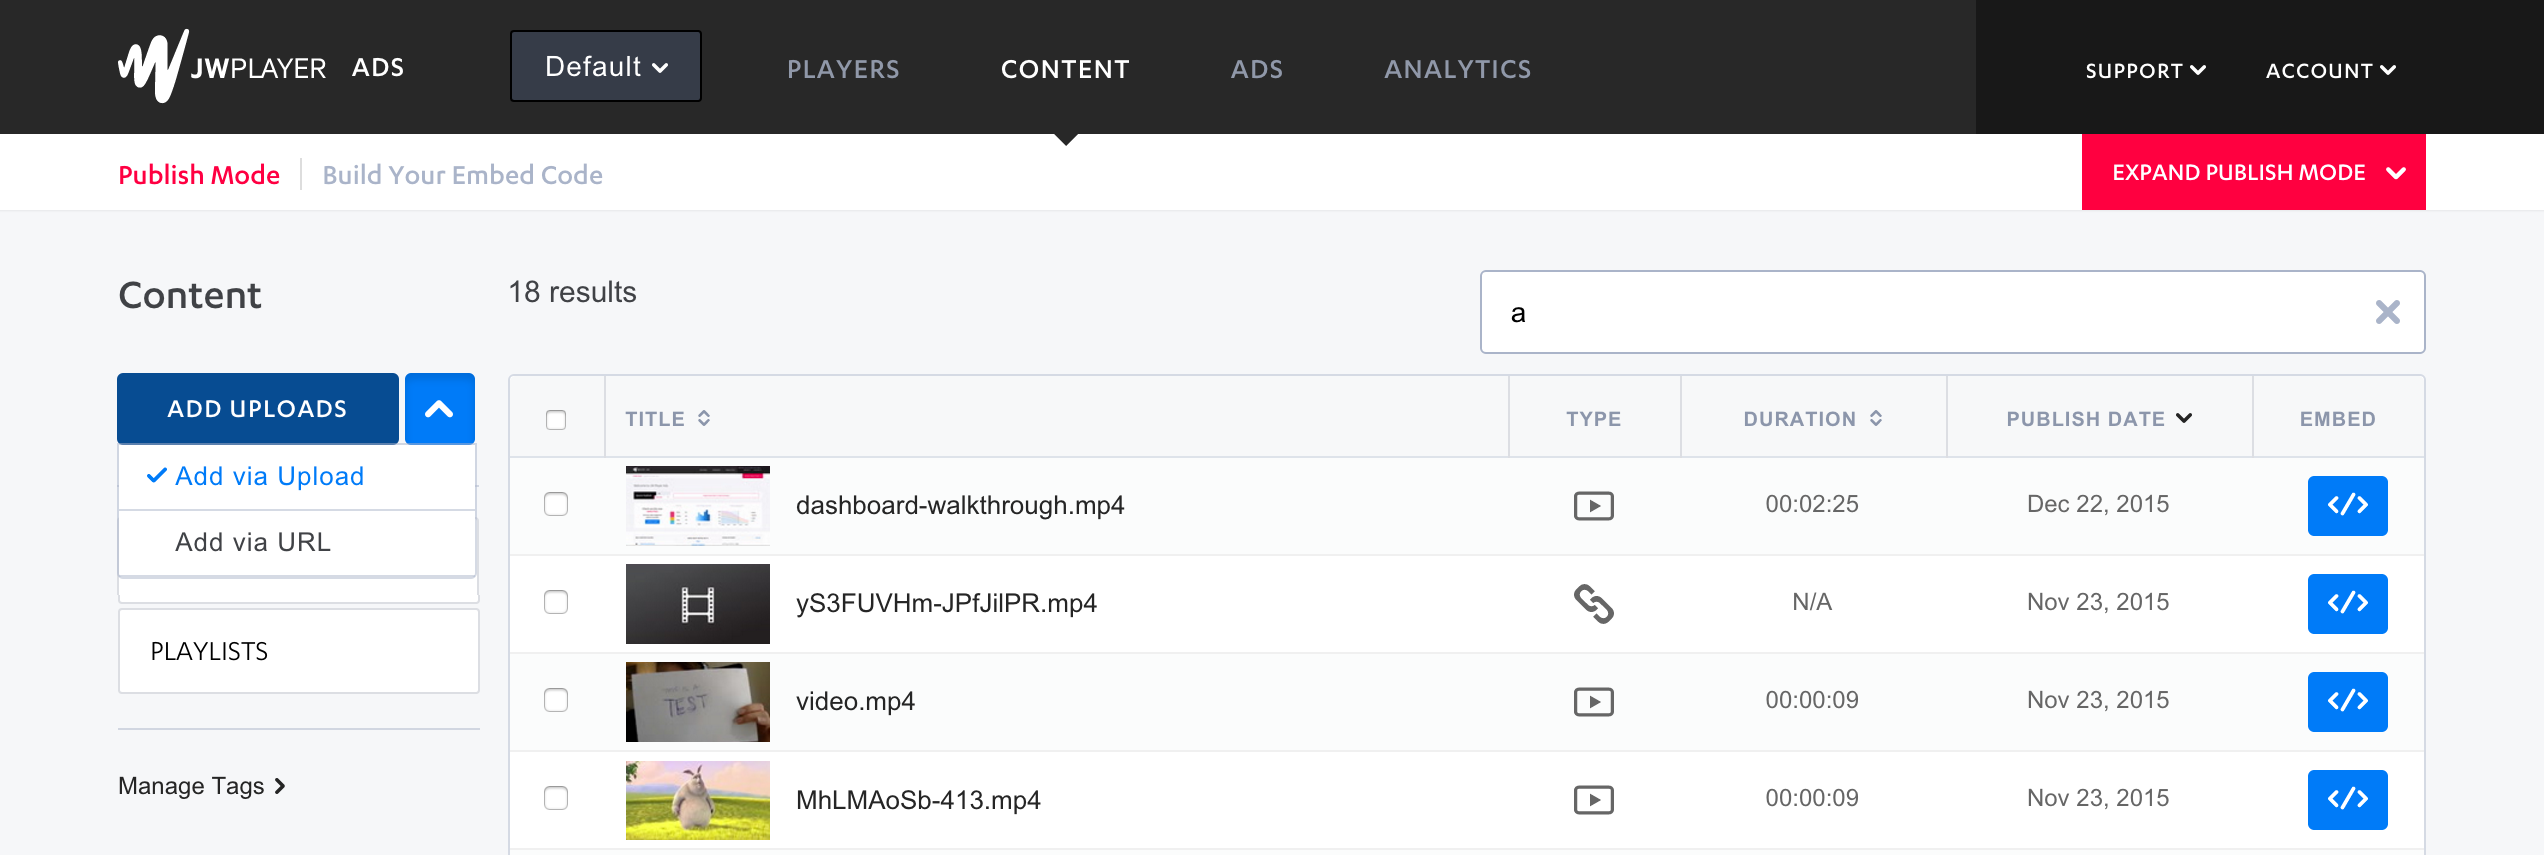 JWPLAYER ADS Default PLAYERS CONTENT ADS ANALYTICS SUPPORT ACCOUNT
Publish Mode Build Your Embed Code EXPAND PUBLISH MODE
Content 18 results a
ADD UPLOADS
Add via Upload
Add via URL
PLAYLISTS
Manage Tags
TITLE TYPE DURATION PUBLISH DATE EMBED
dashboard-walkthrough.mp4 00:02:25 Dec 22, 2015 </>
yS3FUVHm-JPfJilPR.mp4 N/A Nov 23, 2015 </>
TEST
video.mp4 00:00:09 Nov 23, 2015 </>
MhLMAoSb-413.mp4 00:00:09 Nov 23, 2015 </>